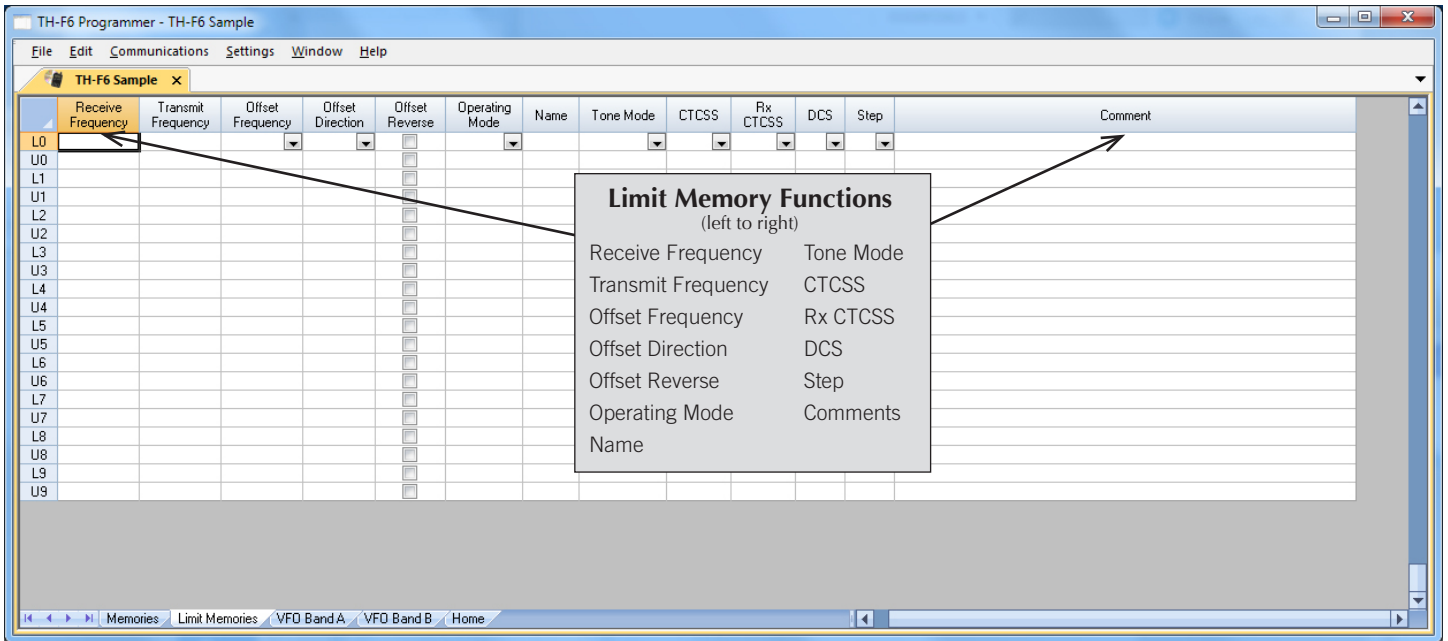 TH-F6 Programmer - TH-F6 Sample
File Edit Communications Settings Window Help
TH-F6 Sample
Receive Frequency Transmit Frequency Offset Frequency Offset Direction Offset Reverse Operating Mode Name Tone Mode CTCSS Rx CTCSS DCS Step Comment
L0
U0
L1
U1
L2
U2
L3
U3
L4
U4
L5
U5
L6
U6
L7
U7
L8
U8
L9
U9
Limit Memory Functions
(left to right)
Receive Frequency Tone Mode
Transmit Frequency CTCSS
Offset Frequency Rx CTCSS
Offset Direction DCS
Offset Reverse Step
Operating Mode Comments
Name
Memories Limit Memories VFO Band A VFO Band B Home